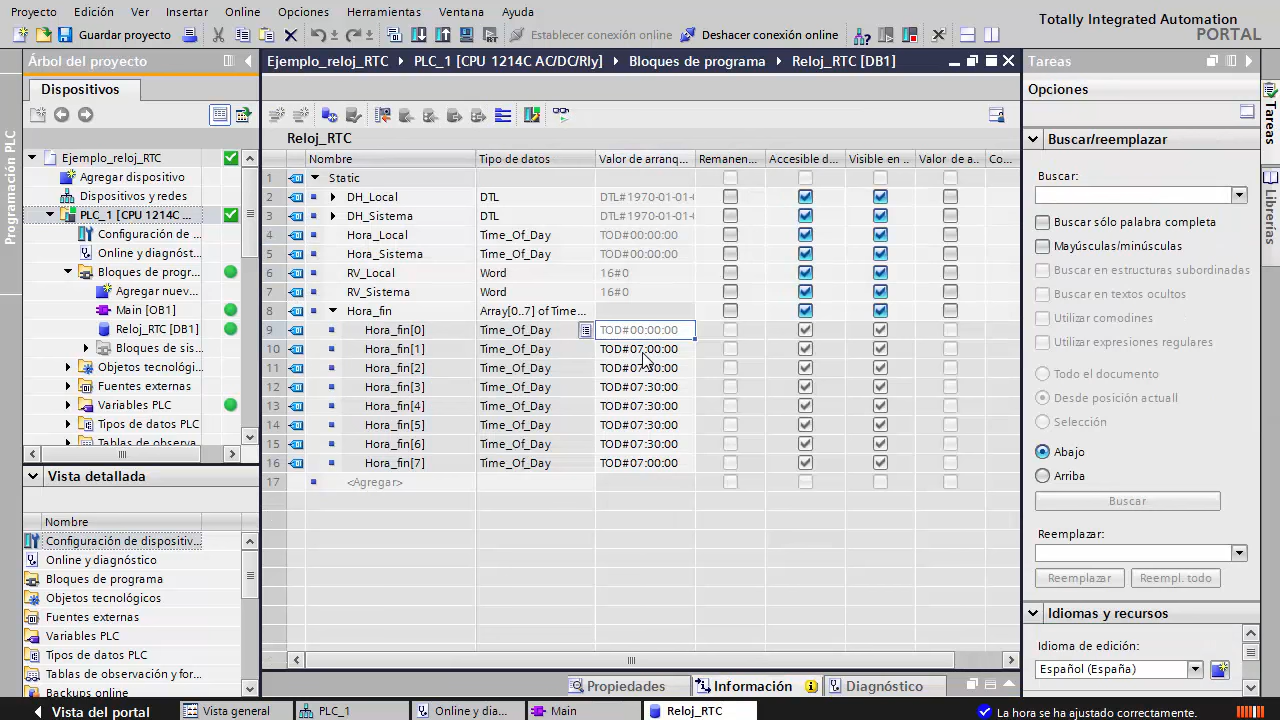 Proyecto Edición Ver Insertar Online Opciones Herramientas Ventana Ayuda
Totally Integrated Automation
PORTAL
Guardar proyecto
Establecer conexión online
Deshacer conexión online
Árbol del proyecto
Ejemplo_reloj_RTC
PLC_1 [CPU 1214C AC/DC/Rly]
Bloques de programa
Reloj_RTC [DB1]
Tareas
Dispositivos
Opciones
Programación PLC
Tareas
Librerías
Reloj_RTC
Ejemplo_reloj_RTC
Agregar dispositivo
Dispositivos y redes
PLC_1 [CPU 1214C ...
Configuración de ...
Online y diagnóst...
Bloques de progr...
Agregar nuev...
Main [OB1]
Reloj_RTC [DB1]
Bloques de sis...
Objetos tecnológi...
Fuentes externas
Variables PLC
Tipos de datos PLC
Tablas de observa...
Nombre Tipo de datos Valor de arranq... Remanen... Accesible d... Visible en .. Valor de a... Co...
1 Static
2 DH_Local DTL DTL#1970-01-01-
3 DH_Sistema DTL DTL#1970-01-01-
4 Hora_Local Time_Of_Day TOD#00:00:00
5 Hora_Sistema Time_Of_Day TOD#00:00:00
6 RV_Local Word 16#0
7 RV_Sistema Word 16#0
8 Hora_fin Array[0..7] of Time...
9 Hora_fin[0] Time_Of_Day TOD#00:00:00
10 Hora_fin[1] Time_Of_Day TOD#07:00:00
11 Hora_fin[2] Time_Of_Day TOD#07:30:00
12 Hora_fin[3] Time_Of_Day TOD#07:30:00
13 Hora_fin[4] Time_Of_Day TOD#07:30:00
14 Hora_fin[5] Time_Of_Day TOD#07:30:00
15 Hora_fin[6] Time_Of_Day TOD#07:30:00
16 Hora_fin[7] Time_Of_Day TOD#07:00:00
17 <Agregar>
Buscar/reemplazar
Buscar:
Buscar sólo palabra completa
Mayúsculas/minúsculas
Buscar en estructuras subordinadas
Buscar en textos ocultos
Utilizar comodines
Utilizar expresiones regulares
Todo el documento
Desde posición actuall
Selección
Abajo
Arriba
Buscar
Reemplazar:
Reemplazar Reempl. todo
Idiomas y recursos
Idioma de edición:
Español (España)
Vista detallada
Nombre
Configuración de dispositiv...
Online y diagnóstico
Bloques de programa
Objetos tecnológicos
Fuentes externas
Variables PLC
Tipos de datos PLC
Tablas de observación y for...
Backups online
Propiedades Información Diagnóstico
Vista del portal Vista general PLC_1 Online y dia... Main Reloj_RTC La hora se ha ajustado correctamente.